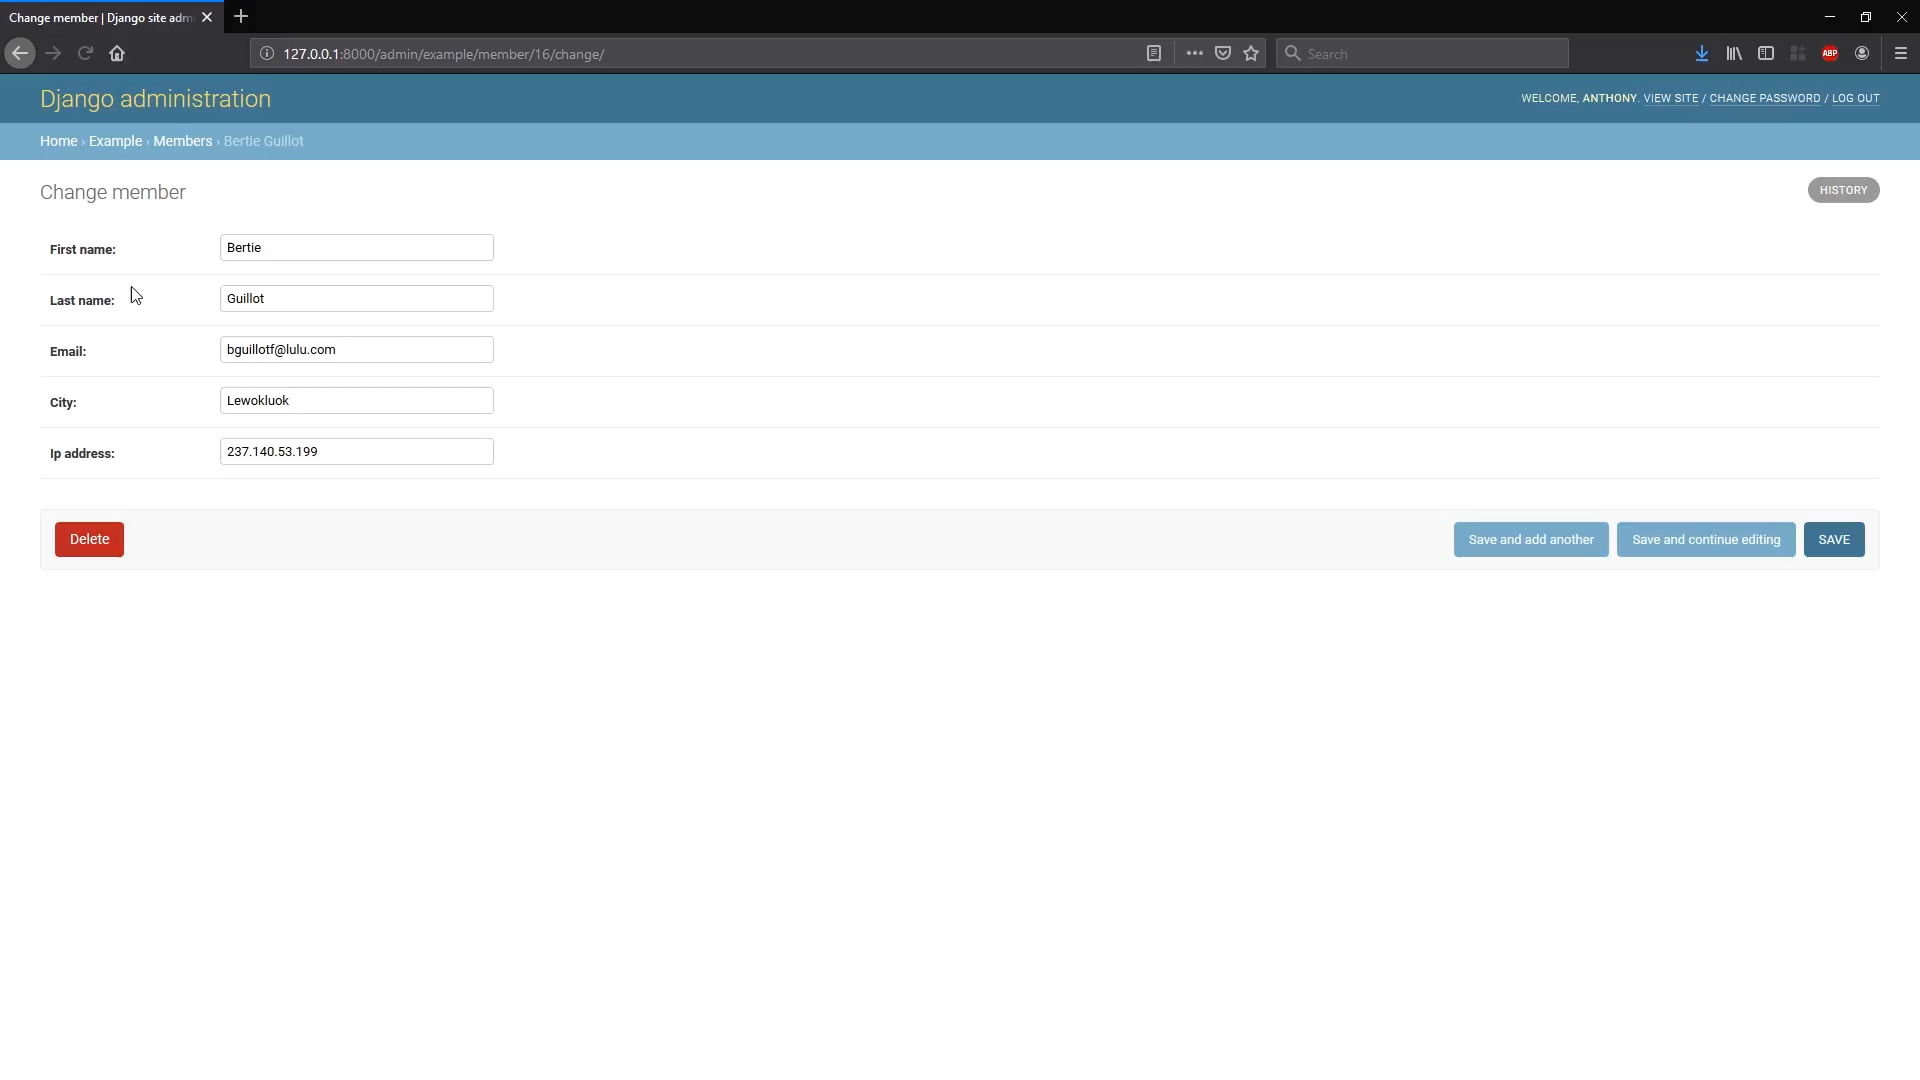 Change member | Django site adm
127.0.0.1:8000/admin/example/member/16/change/
Search
ABP
Django administration
WELCOME, ANTHONY. VIEW SITE / CHANGE PASSWORD / LOG OUT
Home › Example › Members › Bertie Guillot
Change member
HISTORY
First name: Bertie
Last name: Guillot
Email: bguillotf@lulu.com
City: Lewokluok
Ip address: 237.140.53.199
Delete
Save and add another
Save and continue editing
SAVE